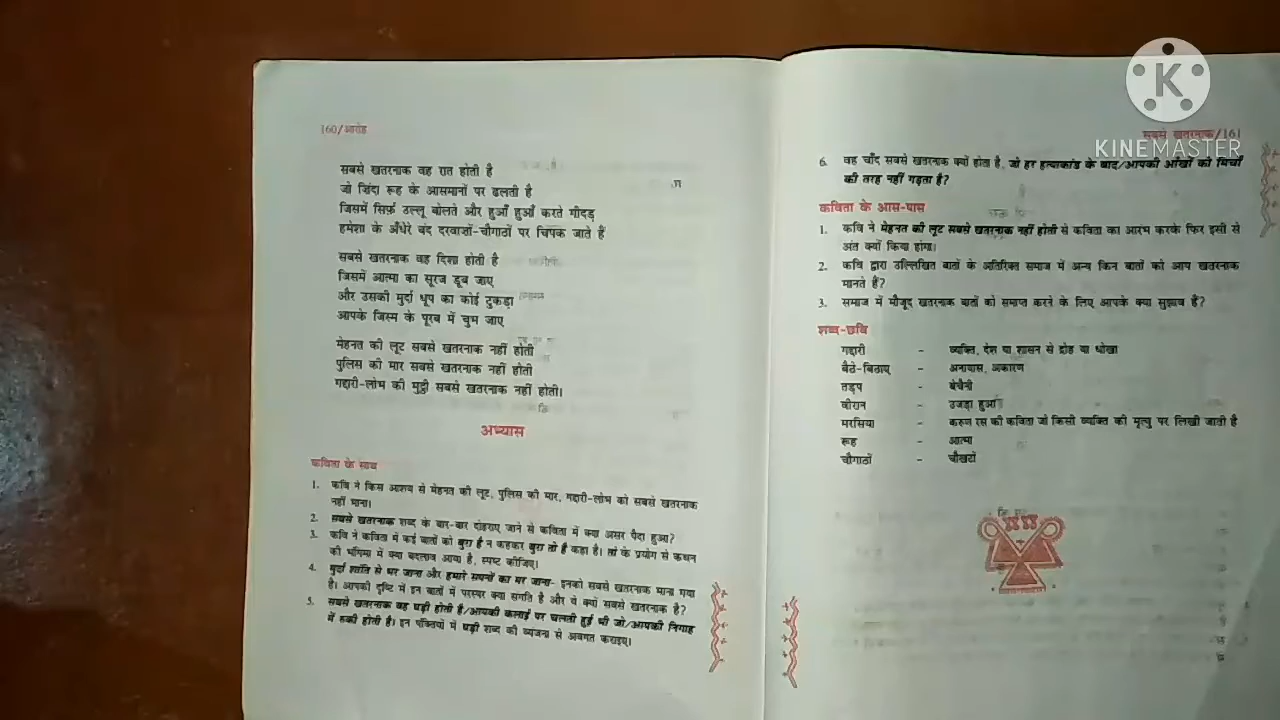 160/आरोह
सबसे खतरनाक वह रात होती है
जो ज़िंदा रूह के आसमानों पर ढलती है
जिसमें सिर्फ़ उल्लू बोलते और हुआँ हुआँ करते गीदड़
हमेशा के अँधेरे बंद दरवाज़ों-चौगाठों पर चिपक जाते हैं
सबसे खतरनाक वह दिशा होती है
जिसमें आत्मा का सूरज डूब जाए
और उसकी मुर्दा धूप का कोई टुकड़ा
आपके जिस्म के पूरब में चुभ जाए
मेहनत की लूट सबसे खतरनाक नहीं होती
पुलिस की मार सबसे खतरनाक नहीं होती
गद्दारी-लोभ की मुट्ठी सबसे खतरनाक नहीं होती।
अभ्यास
कविता के साथ
1. कवि ने किस आशय से मेहनत की लूट, पुलिस की मार, गद्दारी-लोभ को सबसे खतरनाक
नहीं माना।
2. सबसे खतरनाक शब्द के बार-बार दोहराए जाने से कविता में क्या असर पैदा हुआ?
3. कवि ने कविता में कई बातों को बुरा है न कहकर बुरा तो है कहा है। तो के प्रयोग से कथन
की भंगिमा में क्या बदलाव आया है, स्पष्ट कीजिए।
4. मुर्दा शांति से भर जाना और हमारे सपनों का मर जाना- इनको सबसे खतरनाक माना गया
है। आपकी दृष्टि में इन बातों में परस्पर क्या संगति है और ये क्यों सबसे खतरनाक है?
5. सबसे खतरनाक वह घड़ी होती है/आपकी कलाई पर चलती हुई भी जो/आपकी निगाह
में रुकी होती है। इन पंक्तियों में घड़ी शब्द की व्यंजना से अवगत कराइए।
सबसे खतरनाक/161
6. वह चाँद सबसे खतरनाक क्यों होता है, जो हर हत्याकांड के बाद/आपकी आँखों को मिर्चों
की तरह नहीं गड़ता है?
कविता के आस-पास
1. कवि ने मेहनत की लूट सबसे खतरनाक नहीं होती से कविता का आरंभ करके फिर इसी से
अंत क्यों किया होगा।
2. कवि द्वारा उल्लिखित बातों के अतिरिक्त समाज में अन्य किन बातों को आप खतरनाक
मानते हैं?
3. समाज में मौजूद खतरनाक बातों को समाप्त करने के लिए आपके क्या सुझाव हैं?
शब्द-छवि
गद्दारी - व्यक्ति, देश या शासन से द्रोह या धोखा
बैठे-बिठाए - अनायास, अकारण
तड़प - बेचैनी
वीरान - उजड़ा हुआ
मरसिया - करुण रस की कविता जो किसी व्यक्ति की मृत्यु पर लिखी जाती है
रूह - आत्मा
चौगाठों - चौखटों
K
KINEMASTER